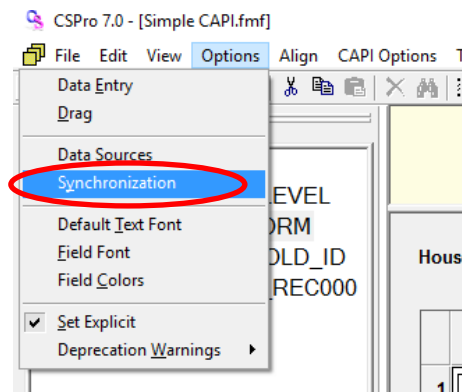 CSPro 7.0 - [Simple CAPI.fmf]
File Edit View Options Align CAPI Options
Data Entry
Drag
Data Sources
Synchronization
Default Text Font
Field Font
Field Colors
Set Explicit
Deprecation Warnings
LEVEL
ORM
OLD_ID
_REC000
Hous
1